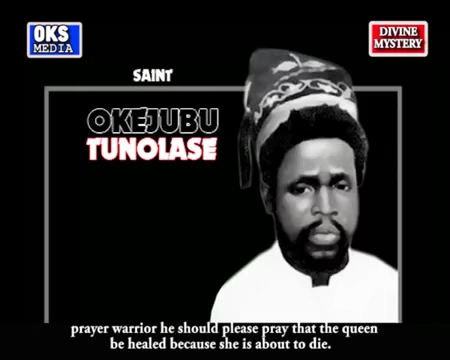 OKS
MEDIA
DIVINE
MYSTERY
SAINT
OKEJUBU
TUNOLASE
prayer warrior he should please pray that the queen
be healed because she is about to die.